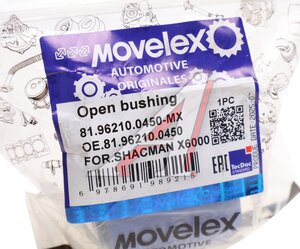 Movelex
AUTOMOTIVE
ORIGINALES
Open bushing
1PC
81.96210.0450-MX
OE.81.96210.0450
FOR.SHACMAN X6000
6 978691 989215
EAC
TecDoc
Movelex